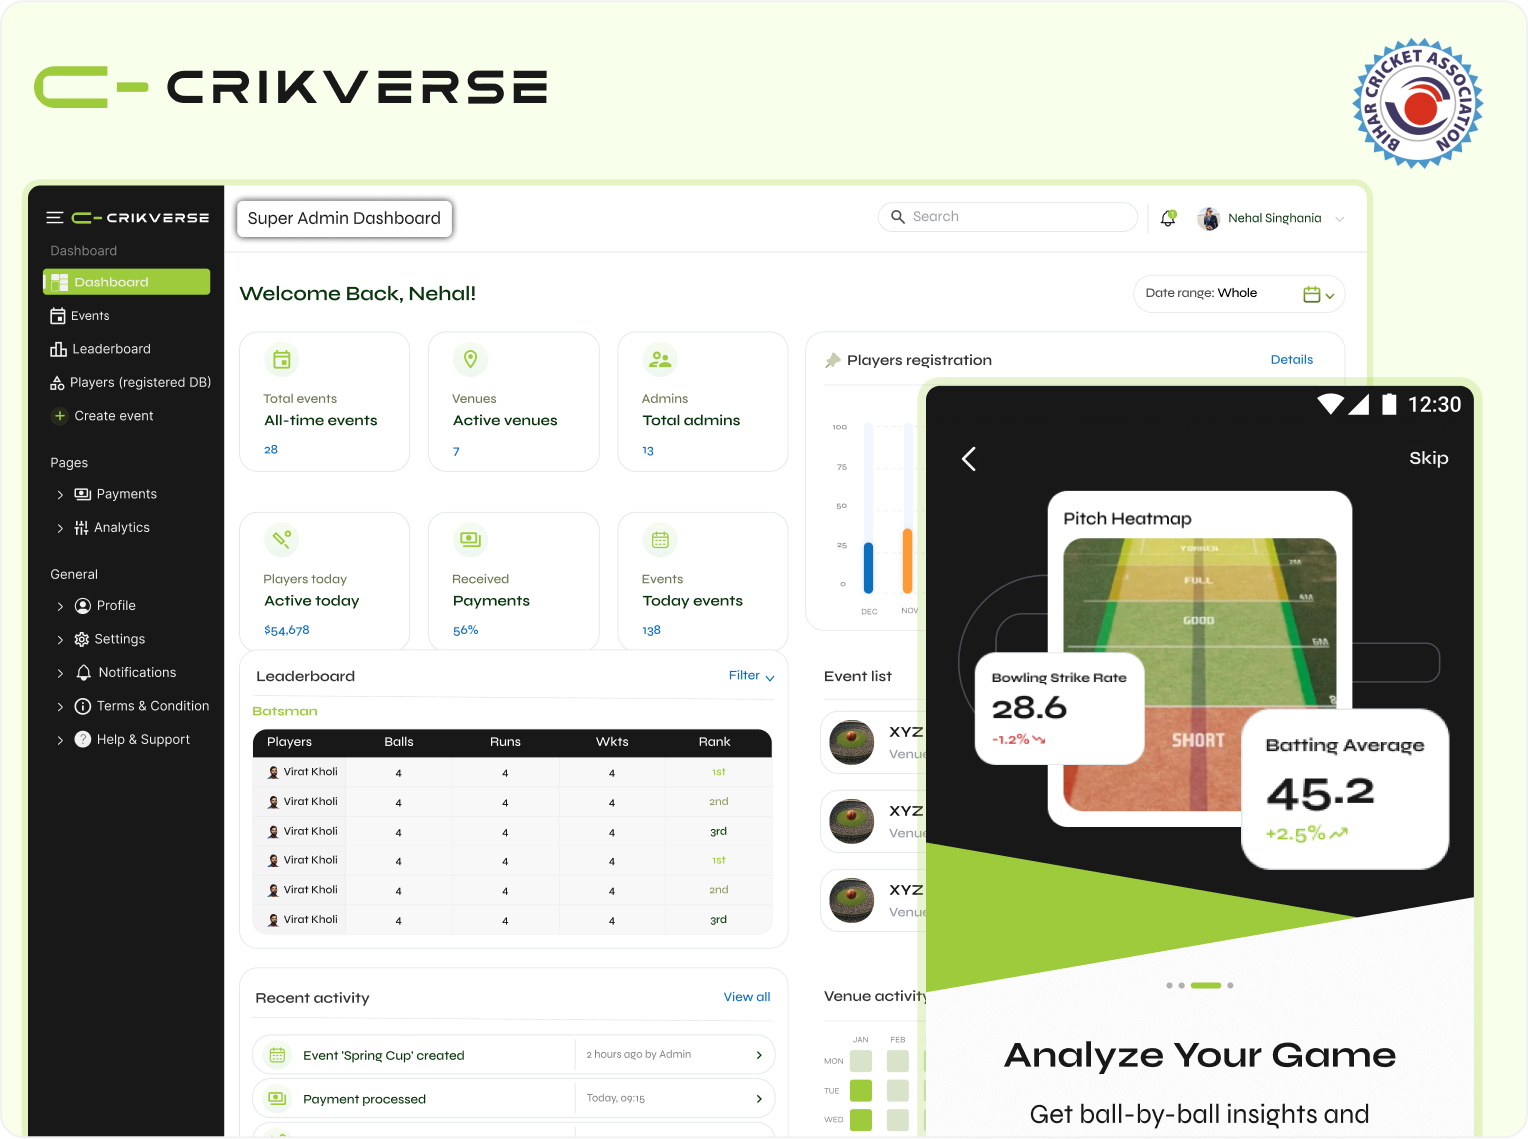 CRIKVERSE
BIHAR CRICKET ASSOCIATION
CRIKVERSE
Dashboard
Dashboard
Events
Leaderboard
Players (registered DB)
Create event
Pages
Payments
Analytics
General
Profile
Settings
Notifications
Terms & Condition
Help & Support
Super Admin Dashboard
Search
Nehal Singhania
Welcome Back, Nehal!
Date range: Whole
Total events
All-time events
28
Venues
Active venues
7
Admins
Total admins
13
Players today
Active today
$54,678
Received
Payments
56%
Events
Today events
138
Players registration
Details
100
75
50
25
0
DEC
NOV
Leaderboard
Filter
Batsman
Players Balls Runs Wkts Rank
Virat Kholi 4 4 4 1st
Virat Kholi 4 4 4 2nd
Virat Kholi 4 4 4 3rd
Virat Kholi 4 4 4 1st
Virat Kholi 4 4 4 2nd
Virat Kholi 4 4 4 3rd
Event list
XYZ
Venue
XYZ
Venue
XYZ
Venue
Recent activity
View all
Event 'Spring Cup' created
2 hours ago by Admin
Payment processed
Today, 09:15
Venue activity
JAN FEB
MON
TUE
WED
12:30
Skip
Pitch Heatmap
YORKER
2M
FULL
GOOD
6M
SHORT
Bowling Strike Rate
28.6
-1.2%
Batting Average
45.2
+2.5%
Analyze Your Game
Get ball-by-ball insights and